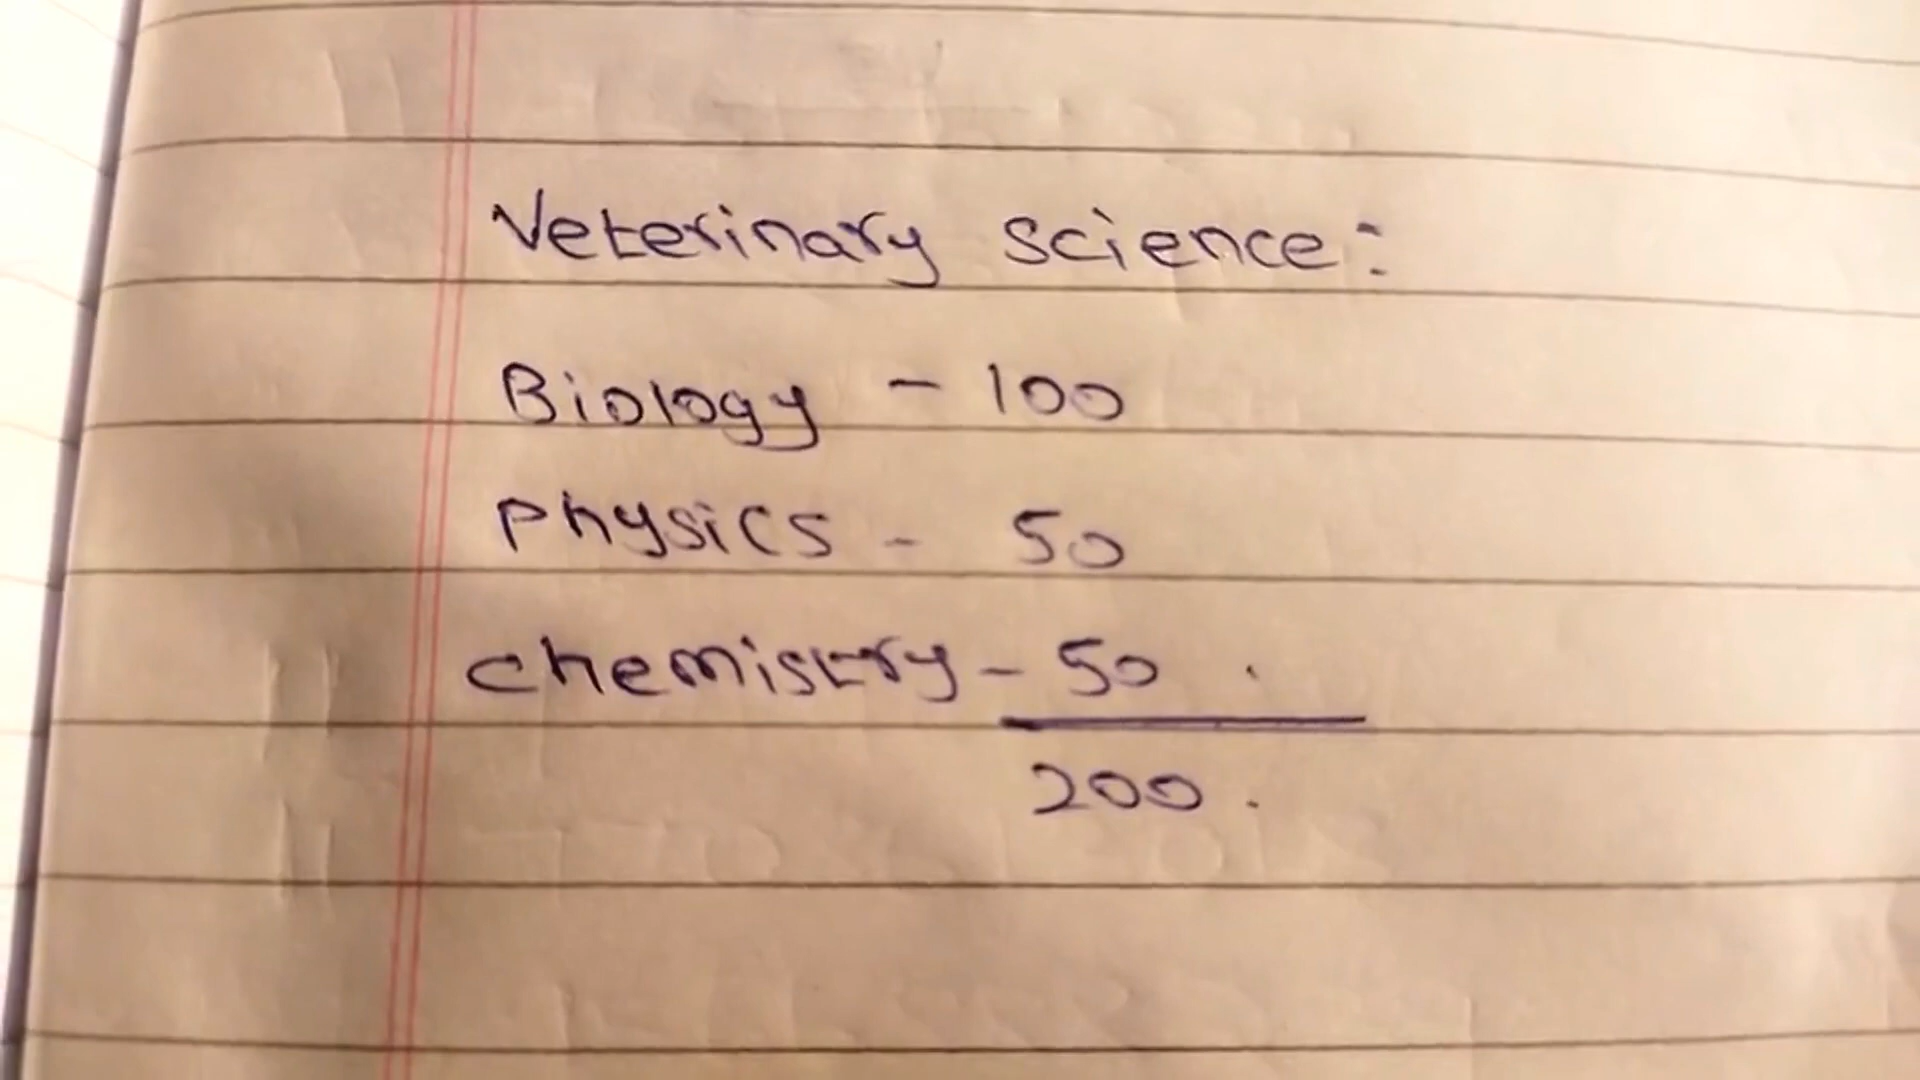 Veterinary science:
Biology - 100
Physics - 50
chemistry - 50 .
200 .